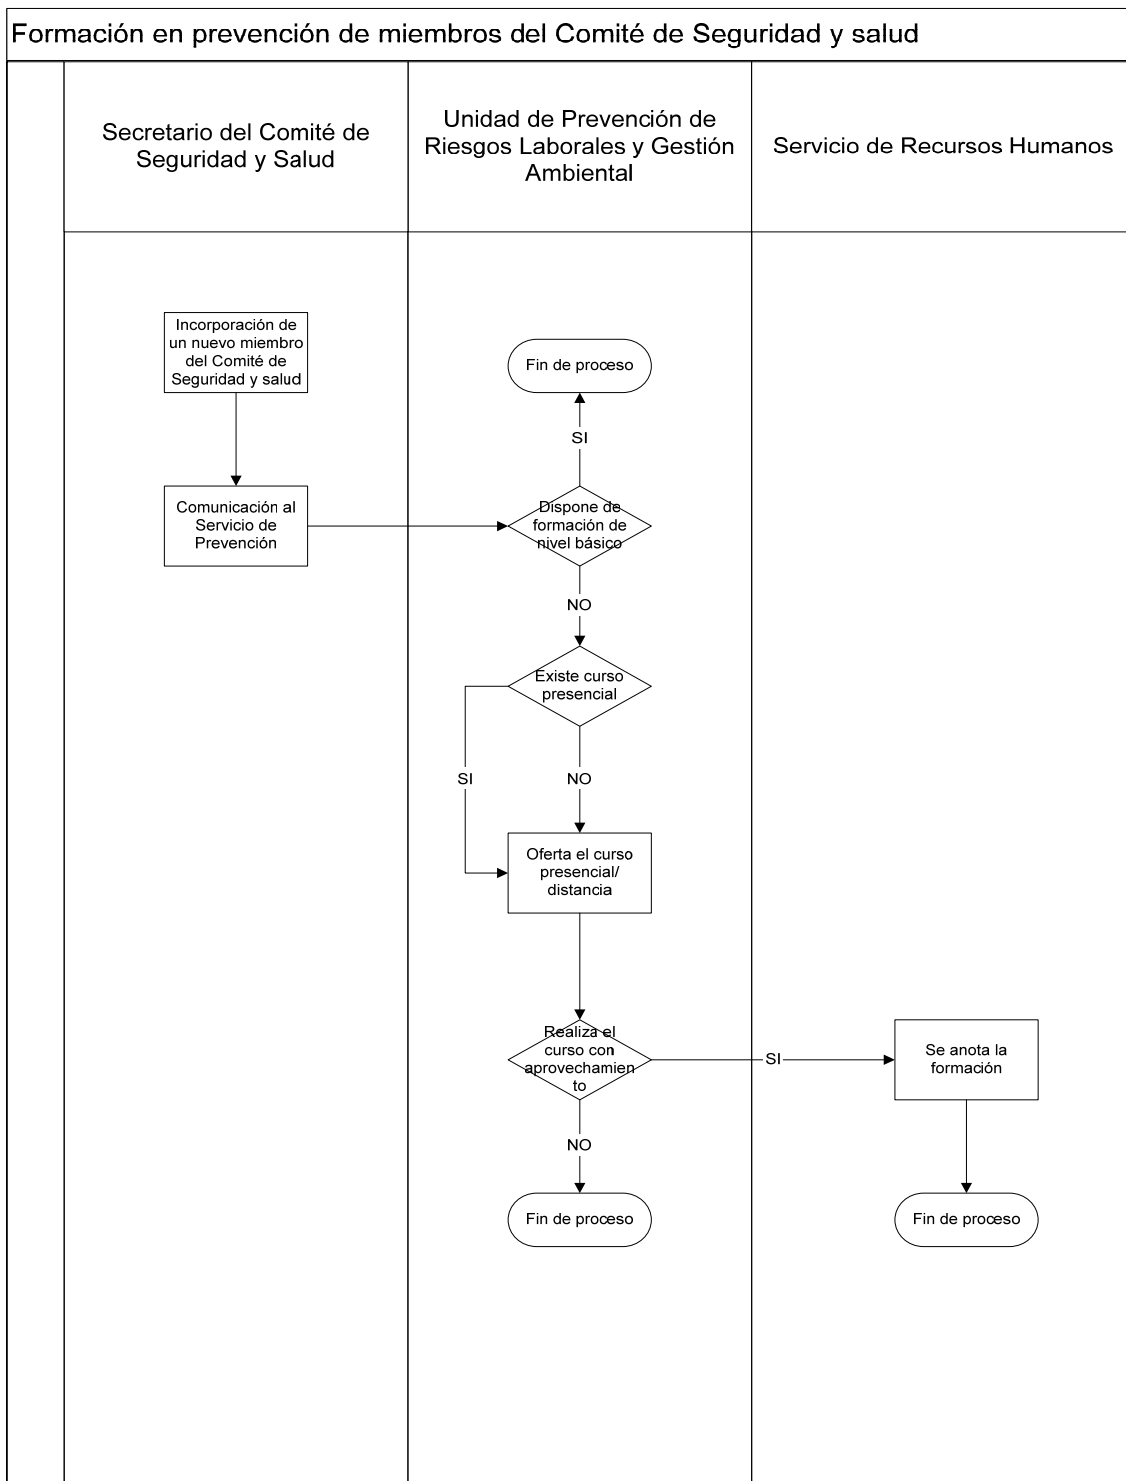 Formación en prevención de miembros del Comité de Seguridad y salud
Secretario del Comité de
Seguridad y Salud
Unidad de Prevención de
Riesgos Laborales y Gestión
Ambiental
Servicio de Recursos Humanos
Incorporación de
un nuevo miembro
del Comité de
Seguridad y salud
Fin de proceso
SI
Comunicación al
Servicio de
Prevención
Dispone de
formación de
nivel básico
NO
Existe curso
presencial
SI
NO
Oferta el curso
presencial/
distancia
Realiza el
curso con
aprovechamien
to
SI
Se anota la
formación
NO
Fin de proceso
Fin de proceso